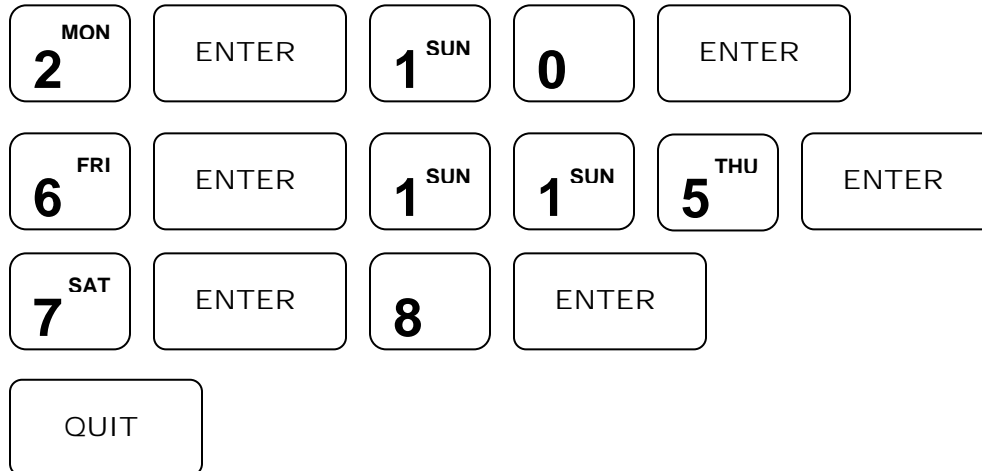 2 MON ENTER 1 SUN 0 ENTER
6 FRI ENTER 1 SUN 1 SUN 5 THU ENTER
7 SAT ENTER 8 ENTER
QUIT